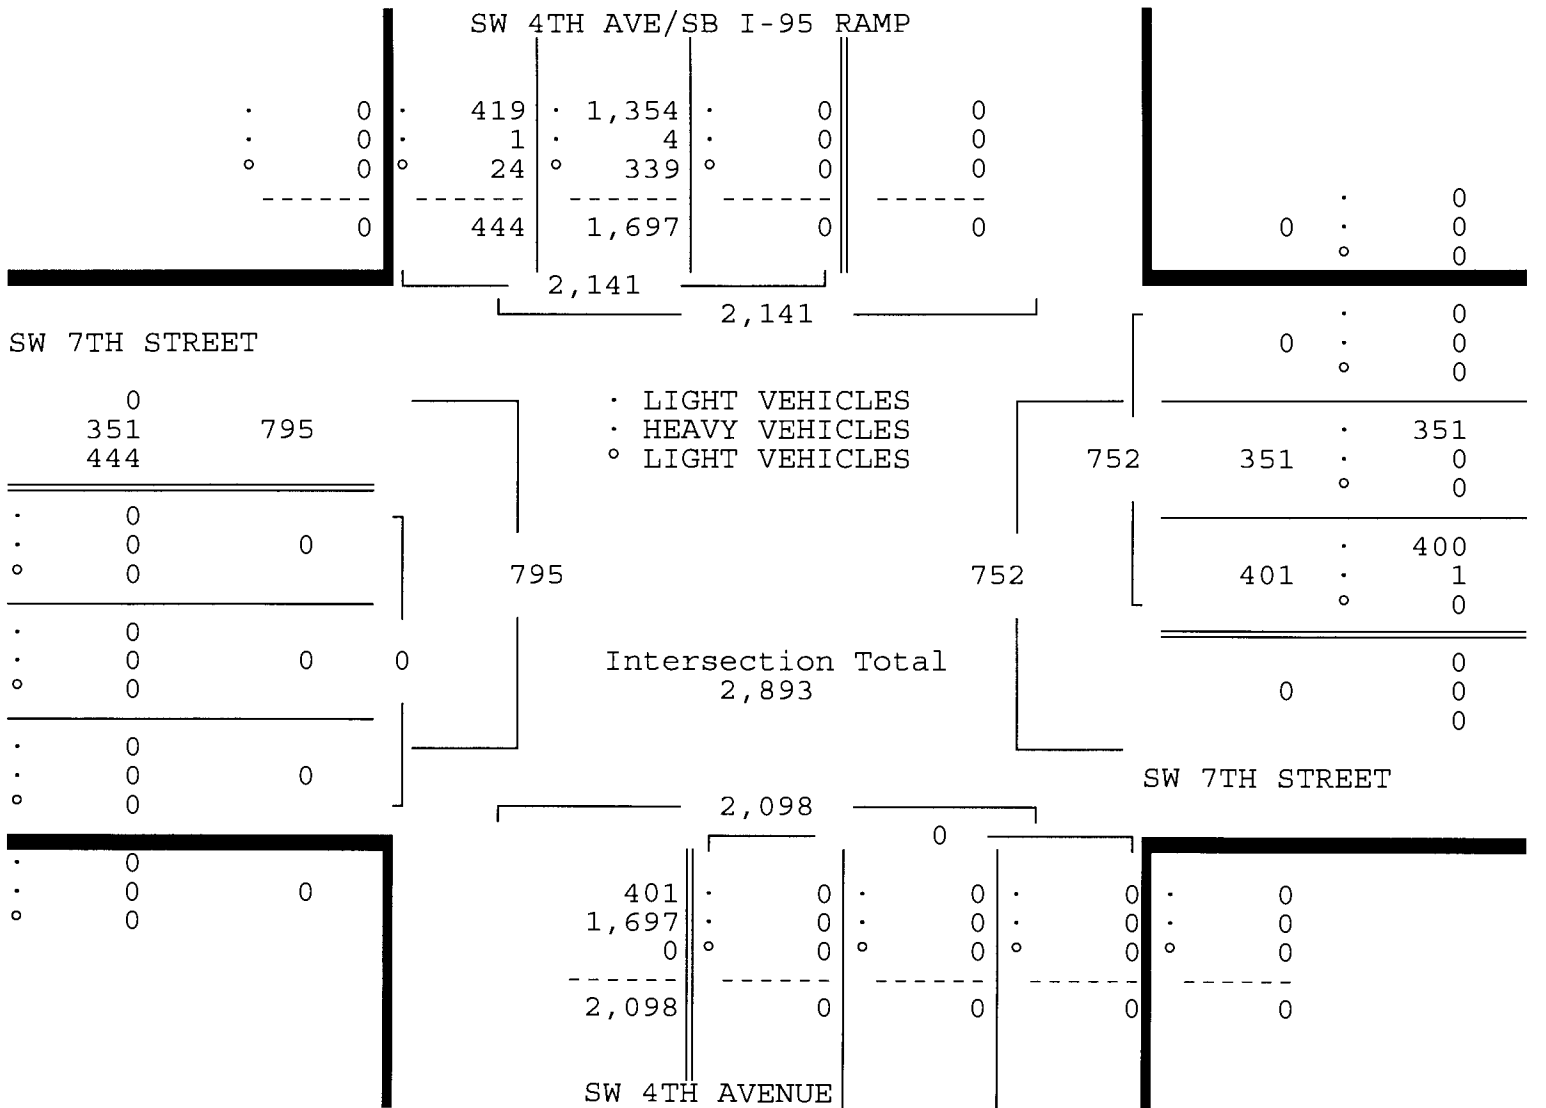 SW 4TH AVE/SB I-95 RAMP
· 0 · 419 · 1,354 · 0 0
· 0 · 1 · 4 · 0 0
° 0 ° 24 ° 339 ° 0 0
------ ------ ------ ------ ------
· 0
0 444 1,697 0 0 0 · 0
° 0
2,141
2,141 · 0
SW 7TH STREET 0 · 0
° 0
0 · LIGHT VEHICLES
351 795 · HEAVY VEHICLES · 351
444 ° LIGHT VEHICLES 752 351 · 0
° 0
· 0
· 0 0 · 400
° 0 795 752 401 · 1
° 0
· 0
· 0 0 0 Intersection Total 0
° 0 2,893 0 0
0
· 0
· 0 0 SW 7TH STREET
° 0 2,098
0
· 0
· 0 0 401 · 0 · 0 · 0 · 0
° 0 1,697 · 0 · 0 · 0 · 0
0 ° 0 ° 0 ° 0 ° 0
------ ------ ------ ------ ------
2,098 0 0 0 0
SW 4TH AVENUE